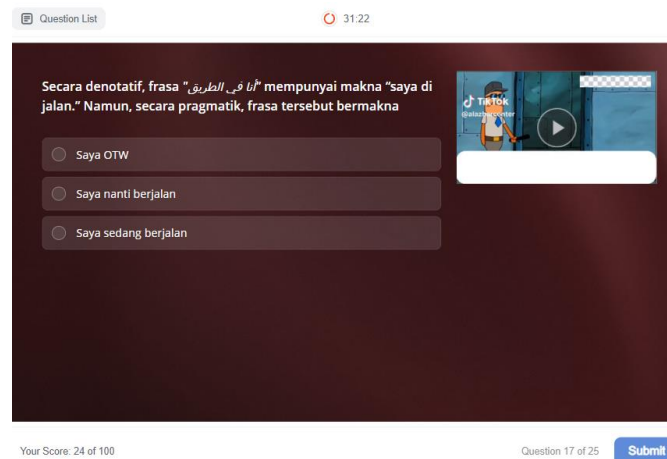 Question List
31:22
Secara denotatif, frasa "أنا في الطريق" mempunyai makna “saya di
jalan.” Namun, secara pragmatik, frasa tersebut bermakna
Saya OTW
Saya nanti berjalan
Saya sedang berjalan
TikTok
Your Score: 24 of 100
Question 17 of 25
Submit